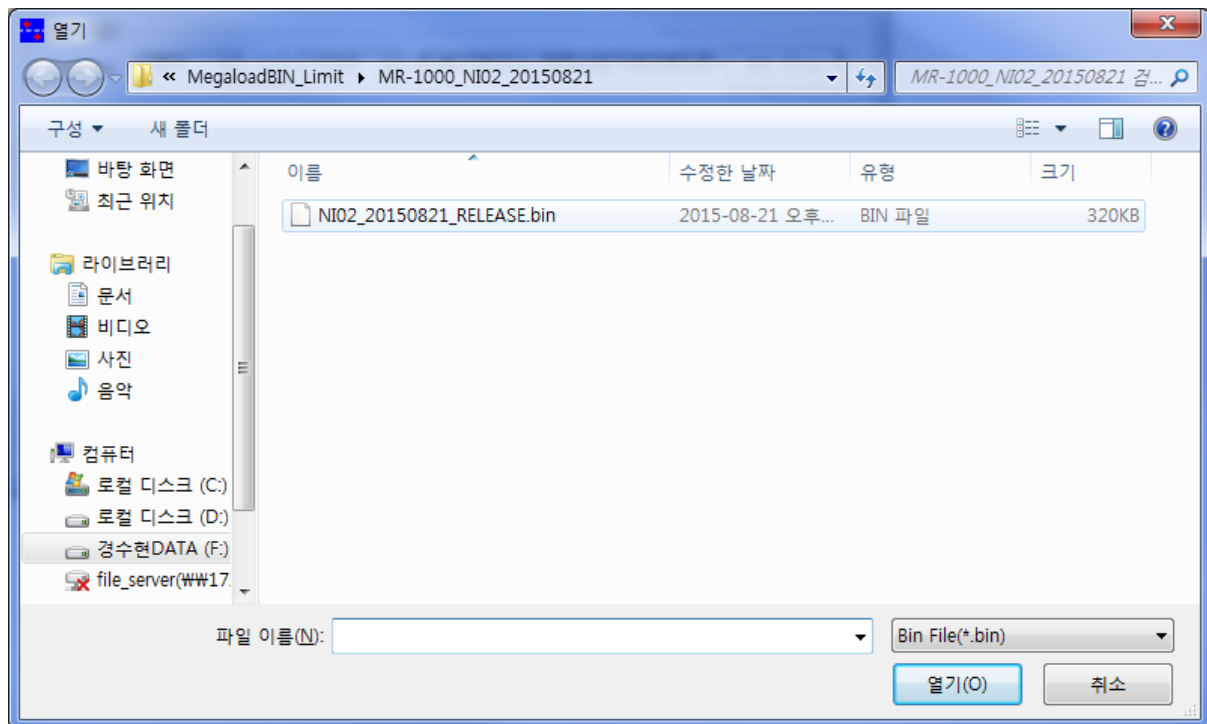 열기
« MegaloadBIN_Limit ▸ MR-1000_NI02_20150821
MR-1000_NI02_20150821 검...
구성 새 폴더
이름 수정한 날짜 유형 크기
NI02_20150821_RELEASE.bin 2015-08-21 오후... BIN 파일 320KB
바탕 화면
최근 위치
라이브러리
문서
비디오
사진
음악
컴퓨터
로컬 디스크 (C:)
로컬 디스크 (D:)
경수현DATA (F:)
file_server(₩₩17.
파일 이름(N):
Bin File(*.bin)
열기(O) 취소